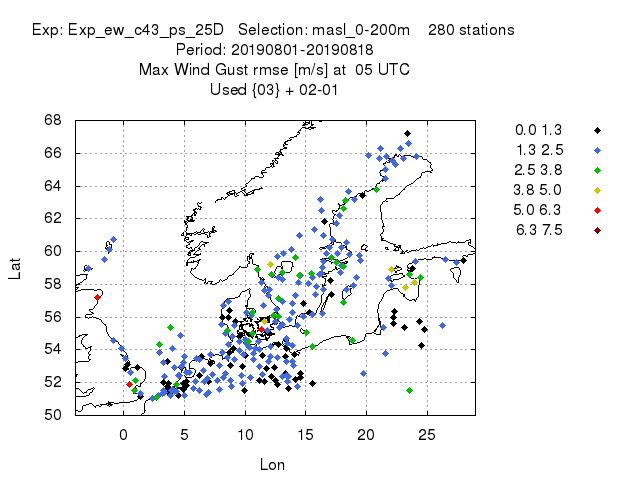 Exp: Exp_ew_c43_ps_25D   Selection: masl_0-200m    280 stations
Period: 20190801-20190818
Max Wind Gust rmse [m/s] at  05 UTC
Used {03} + 02-01
68
66
64
62
60
58
56
54
52
50
Lat
0 5 10 15 20 25
Lon
0.0 1.3
1.3 2.5
2.5 3.8
3.8 5.0
5.0 6.3
6.3 7.5